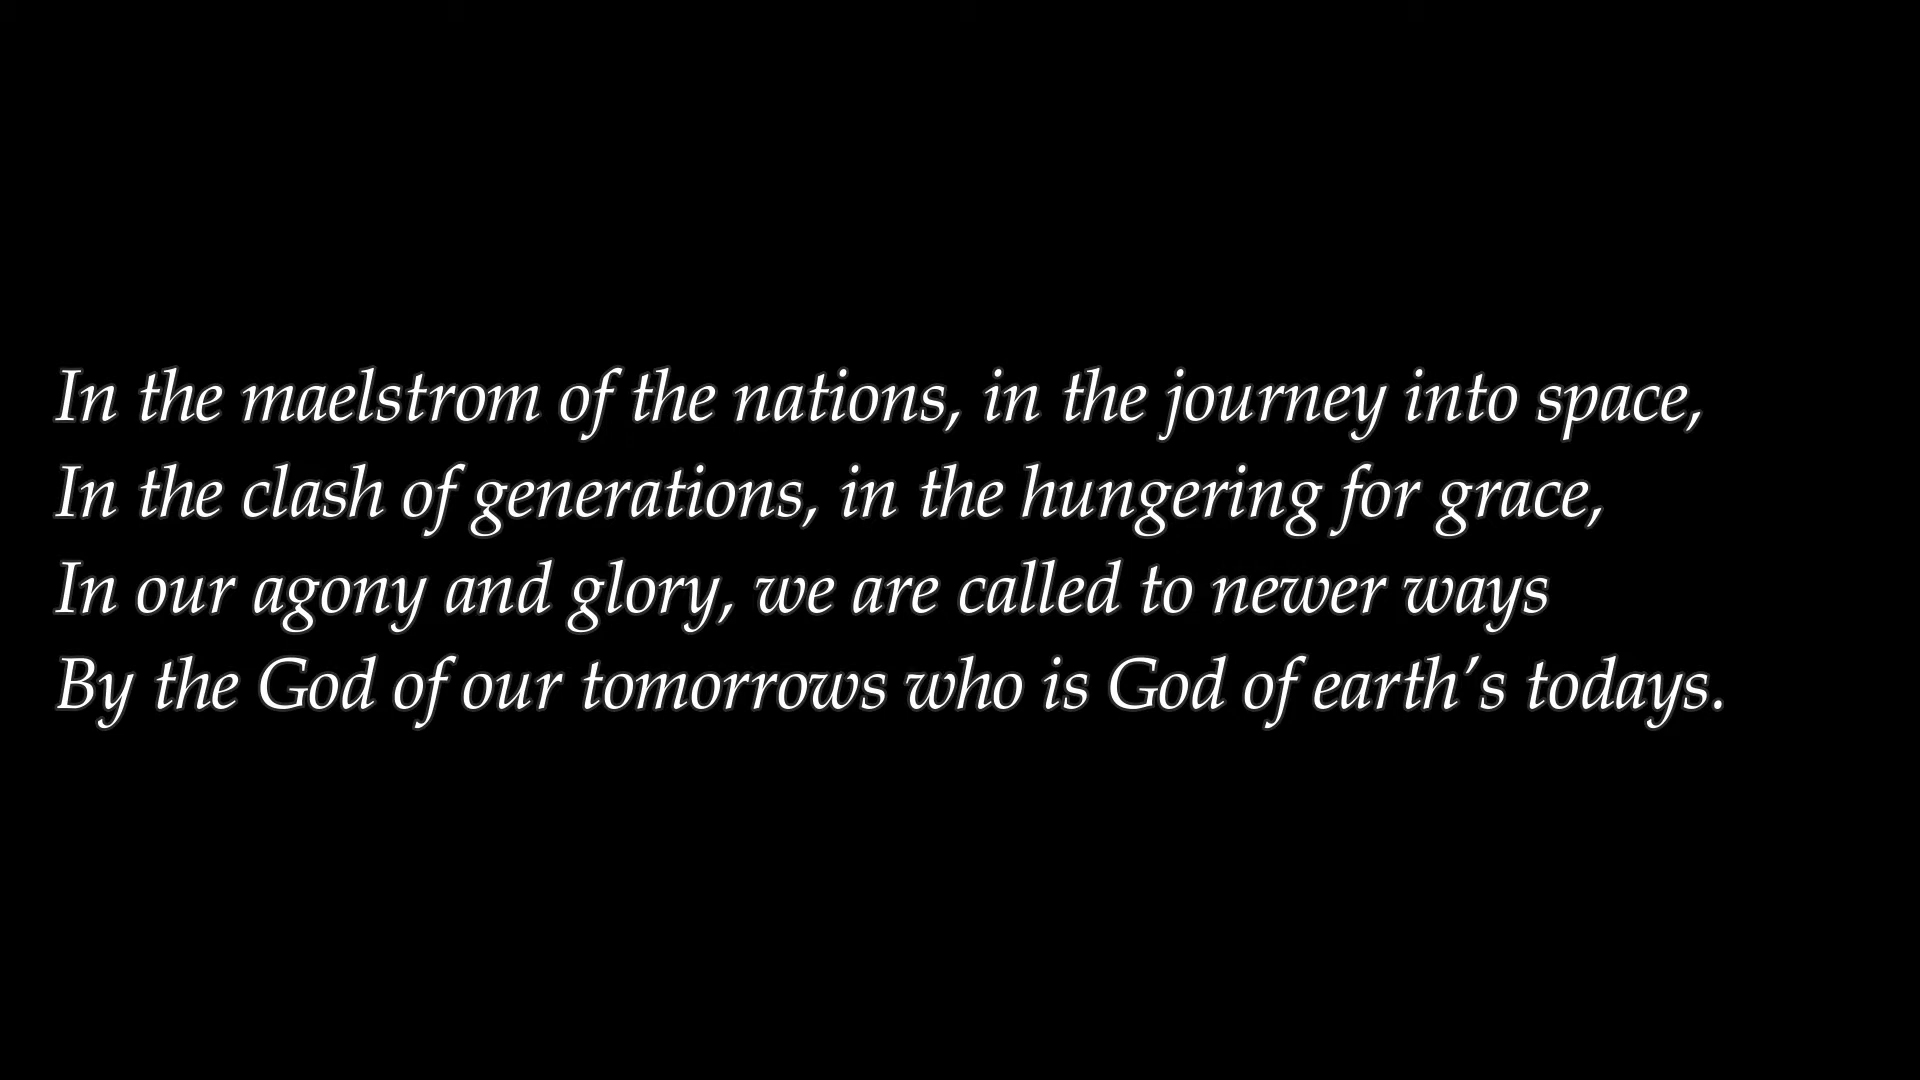 In the maelstrom of the nations, in the journey into space,
In the clash of generations, in the hungering for grace,
In our agony and glory, we are called to newer ways
By the God of our tomorrows who is God of earth’s todays.